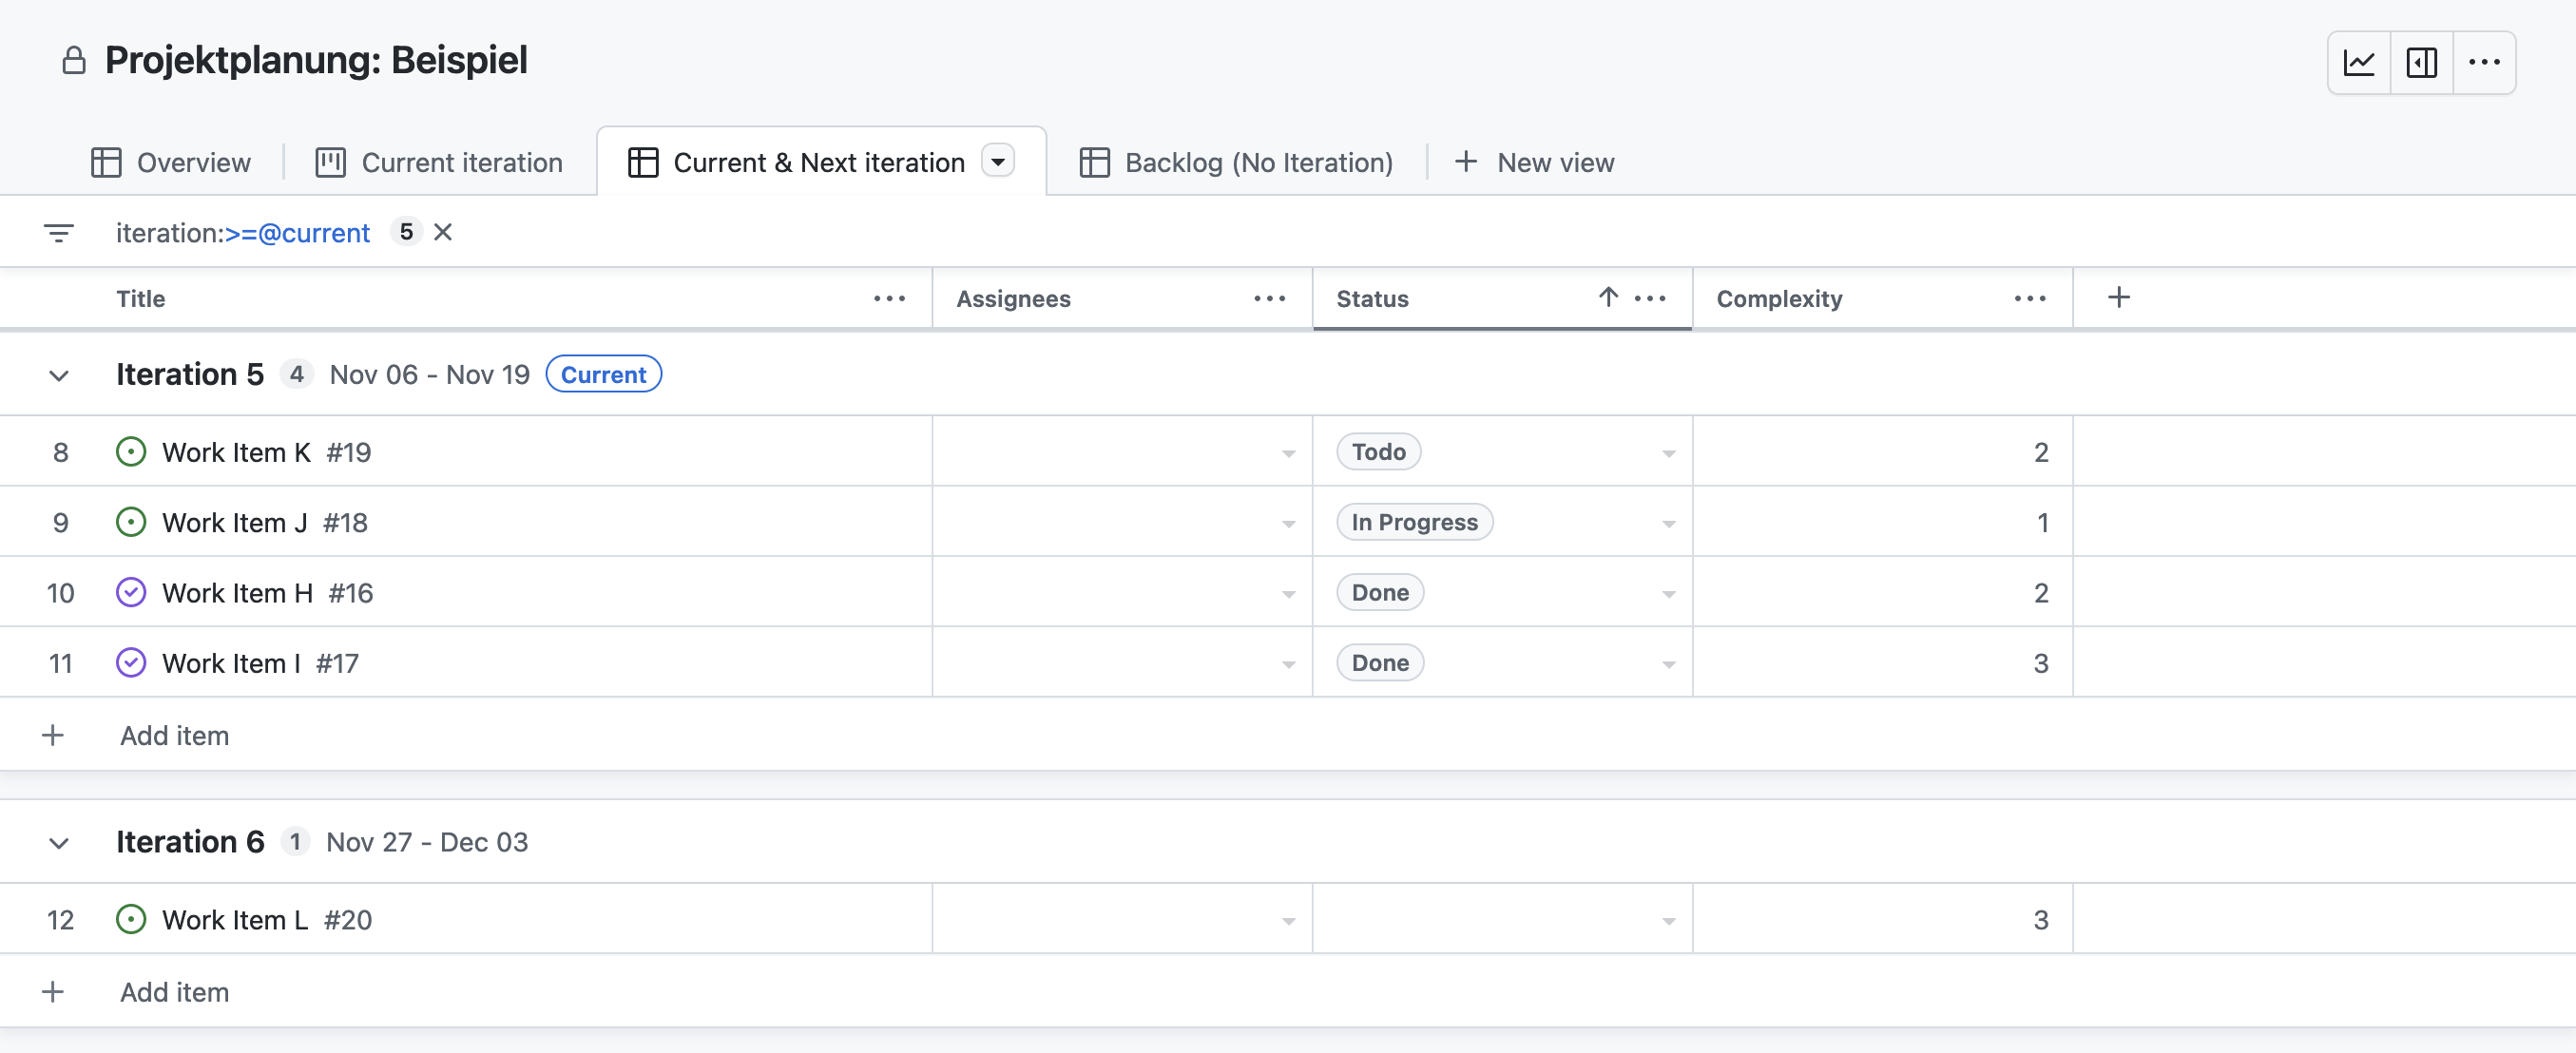 Projektplanung: Beispiel
Overview Current iteration Current & Next iteration Backlog (No Iteration) New view
iteration:>=@current 5
Title Assignees Status Complexity
Iteration 5 4 Nov 06 - Nov 19 Current
8 Work Item K #19 Todo 2
9 Work Item J #18 In Progress 1
10 Work Item H #16 Done 2
11 Work Item I #17 Done 3
Add item
Iteration 6 1 Nov 27 - Dec 03
12 Work Item L #20 3
Add item